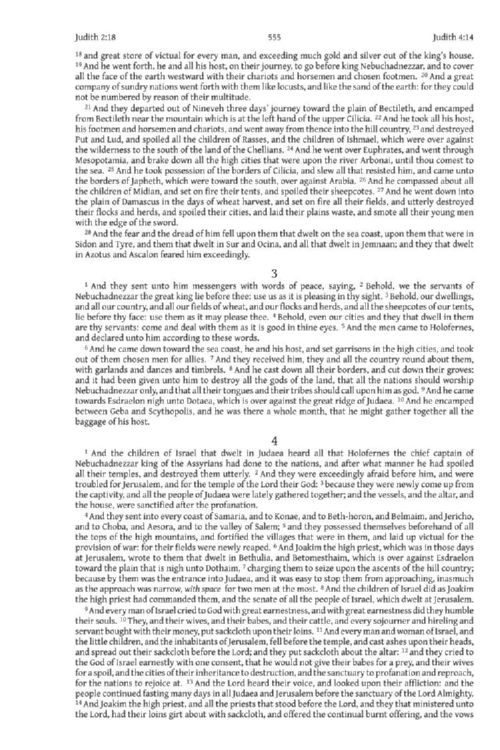 Judith 2:18 555 Judith 4:14
18 and great store of victual for every man, and exceeding much gold and silver out of the king's house.
19 And he went forth, he and all his host, on their journey, to go before king Nebuchadnezzar, and to cover
all the face of the earth westward with their chariots and horsemen and chosen footmen. 20 And a great
company of sundry nations went forth with them like locusts, and like the sand of the earth: for they could
not be numbered by reason of their multitude.
21 And they departed out of Nineveh three days' journey toward the plain of Bectileth, and encamped
from Bectileth near the mountain which is at the left hand of the upper Cilicia. 22 And he took all his host,
his footmen and horsemen and chariots, and went away from thence into the hill country, 23 and destroyed
Put and Lud, and spoiled all the children of Rasses, and the children of Ishmael, which were over against
the wilderness to the south of the land of the Chellians. 24 And he went over Euphrates, and went through
Mesopotamia, and brake down all the high cities that were upon the river Arbonai, until thou comest to
the sea. 25 And he took possession of the borders of Cilicia, and slew all that resisted him, and came unto
the borders of Japheth, which were toward the south, over against Arabia. 26 And he compassed about all
the children of Midian, and set on fire their tents, and spoiled their sheepcotes. 27 And he went down into
the plain of Damascus in the days of wheat harvest, and set on fire all their fields, and utterly destroyed
their flocks and herds, and spoiled their cities, and laid their plains waste, and smote all their young men
with the edge of the sword.
28 And the fear and the dread of him fell upon them that dwelt on the sea coast, upon them that were in
Sidon and Tyre, and them that dwelt in Sur and Ocina, and all that dwelt in Jemnaan; and they that dwelt
in Azotus and Ascalon feared him exceedingly.
3
1 And they sent unto him messengers with words of peace, saying, 2 Behold, we the servants of
Nebuchadnezzar the great king lie before thee: use us as it is pleasing in thy sight. 3 Behold, our dwellings,
and all our country, and all our fields of wheat, and our flocks and herds, and all the sheepcotes of our tents,
lie before thy face: use them as it may please thee. 4 Behold, even our cities and they that dwell in them
are thy servants: come and deal with them as it is good in thine eyes. 5 And the men came to Holofernes,
and declared unto him according to these words.
6 And he came down toward the sea coast, he and his host, and set garrisons in the high cities, and took
out of them chosen men for allies. 7 And they received him, they and all the country round about them,
with garlands and dances and timbrels. 8 And he cast down all their borders, and cut down their groves:
and it had been given unto him to destroy all the gods of the land, that all the nations should worship
Nebuchadnezzar only, and that all their tongues and their tribes should call upon him as god. 9 And he came
towards Esdraelon nigh unto Dotaea, which is over against the great ridge of Judaea. 10 And he encamped
between Geba and Scythopolis, and he was there a whole month, that he might gather together all the
baggage of his host.
4
1 And the children of Israel that dwelt in Judaea heard all that Holofernes the chief captain of
Nebuchadnezzar king of the Assyrians had done to the nations, and after what manner he had spoiled
all their temples, and destroyed them utterly. 2 And they were exceedingly afraid before him, and were
troubled for Jerusalem, and for the temple of the Lord their God: 3 because they were newly come up from
the captivity, and all the people of Judaea were lately gathered together; and the vessels, and the altar, and
the house, were sanctified after the profanation.
4 And they sent into every coast of Samaria, and to Konae, and to Beth-horon, and Belmaim, and Jericho,
and to Choba, and Aesora, and to the valley of Salem; 5 and they possessed themselves beforehand of all
the tops of the high mountains, and fortified the villages that were in them, and laid up victual for the
provision of war: for their fields were newly reaped. 6 And Joakim the high priest, which was in those days
at Jerusalem, wrote to them that dwelt in Bethulia, and Betomesthaim, which is over against Esdraelon
toward the plain that is nigh unto Dothaim, 7 charging them to seize upon the ascents of the hill country;
because by them was the entrance into Judaea, and it was easy to stop them from approaching, inasmuch
as the approach was narrow, with space for two men at the most. 8 And the children of Israel did as Joakim
the high priest had commanded them, and the senate of all the people of Israel, which dwelt at Jerusalem.
9 And every man of Israel cried to God with great earnestness, and with great earnestness did they humble
their souls. 10 They, and their wives, and their babes, and their cattle, and every sojourner and hireling and
servant bought with their money, put sackcloth upon their loins. 11 And every man and woman of Israel, and
the little children, and the inhabitants of Jerusalem, fell before the temple, and cast ashes upon their heads,
and spread out their sackcloth before the Lord; and they put sackcloth about the altar: 12 and they cried to
the God of Israel earnestly with one consent, that he would not give their babes for a prey, and their wives
for a spoil, and the cities of their inheritance to destruction, and the sanctuary to profanation and reproach,
for the nations to rejoice at. 13 And the Lord heard their voice, and looked upon their affliction: and the
people continued fasting many days in all Judaea and Jerusalem before the sanctuary of the Lord Almighty.
14 And Joakim the high priest, and all the priests that stood before the Lord, and they that ministered unto
the Lord, had their loins girt about with sackcloth, and offered the continual burnt offering, and the vows